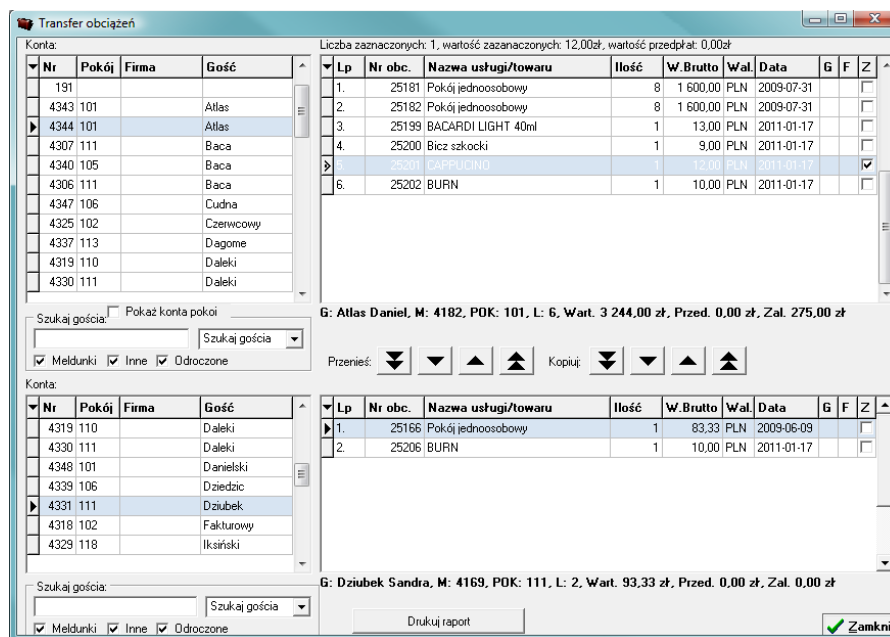 Transfer obciążeń
Konta:
Liczba zaznaczonych: 1, wartość zazanaczonych: 12,00zł, wartość przedpłat: 0,00zł
Nr Pokój Firma Gość
191
4343 101 Atlas
4344 101 Atlas
4307 111 Baca
4340 105 Baca
4306 111 Baca
4347 106 Cudna
4325 102 Czerwcowy
4337 113 Dagome
4319 110 Daleki
4330 111 Daleki
Lp Nr obc. Nazwa usługi/towaru Ilość W.Brutto Wal. Data G F Z
1. 25181 Pokój jednoosobowy 8 1 600,00 PLN 2009-07-31
2. 25182 Pokój jednoosobowy 8 1 600,00 PLN 2009-07-31
3. 25199 BACARDI LIGHT 40ml 1 13,00 PLN 2011-01-17
4. 25200 Bicz szkocki 1 9,00 PLN 2011-01-17
5. 25201 CAPPUCINO 1 12,00 PLN 2011-01-17
6. 25202 BURN 1 10,00 PLN 2011-01-17
G: Atlas Daniel, M: 4182, POK: 101, L: 6, Wart. 3 244,00 zł, Przed. 0,00 zł, Zal. 275,00 zł
Szukaj gościa: Pokaż konta pokoi
Szukaj gościa
Meldunki Inne Odroczone
Przenieś: Kopiuj:
Konta:
Nr Pokój Firma Gość
4319 110 Daleki
4330 111 Daleki
4348 101 Danielski
4339 106 Dziedzic
4331 111 Dziubek
4318 102 Fakturowy
4329 118 Iksiński
Lp Nr obc. Nazwa usługi/towaru Ilość W.Brutto Wal. Data G F Z
1. 25166 Pokój jednoosobowy 1 83,33 PLN 2009-06-09
2. 25206 BURN 1 10,00 PLN 2011-01-17
G: Dziubek Sandra, M: 4169, POK: 111, L: 2, Wart. 93,33 zł, Przed. 0,00 zł, Zal. 0,00 zł
Szukaj gościa:
Szukaj gościa
Meldunki Inne Odroczone
Drukuj raport
Zamkni